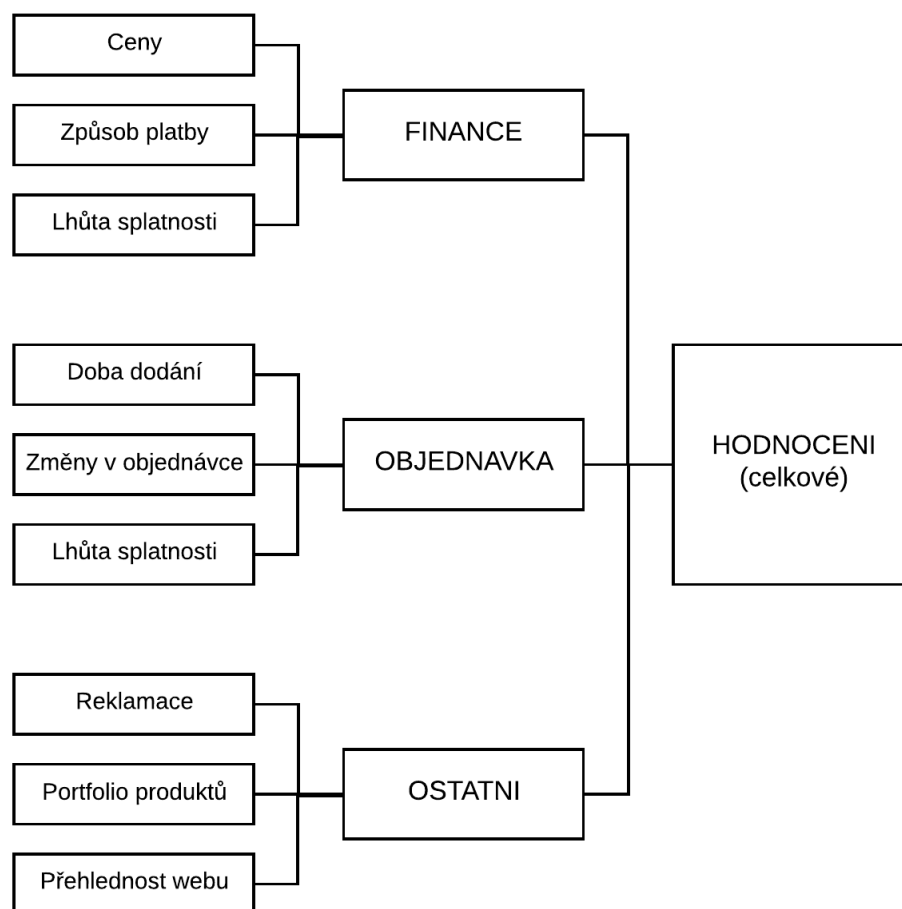 Ceny
Způsob platby
Lhůta splatnosti
FINANCE
Doba dodání
Změny v objednávce
Lhůta splatnosti
OBJEDNAVKA
Reklamace
Portfolio produktů
Přehlednost webu
OSTATNI
HODNOCENI
(celkové)